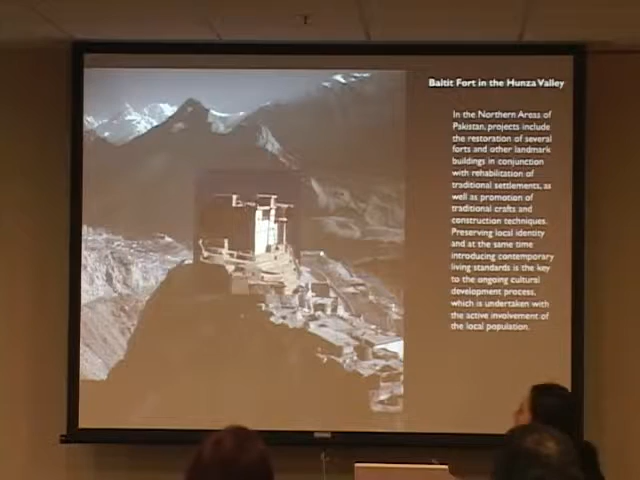 Baltit Fort in the Hunza Valley
In the Northern Areas of
Pakistan, projects include
the restoration of several
forts and other landmark
buildings in conjunction
with rehabilitation of
traditional settlements, as
well as promotion of
traditional crafts and
construction techniques.
Preserving local identity
and at the same time
introducing contemporary
living standards is the key
to the ongoing cultural
development process,
which is undertaken with
the active involvement of
the local population.